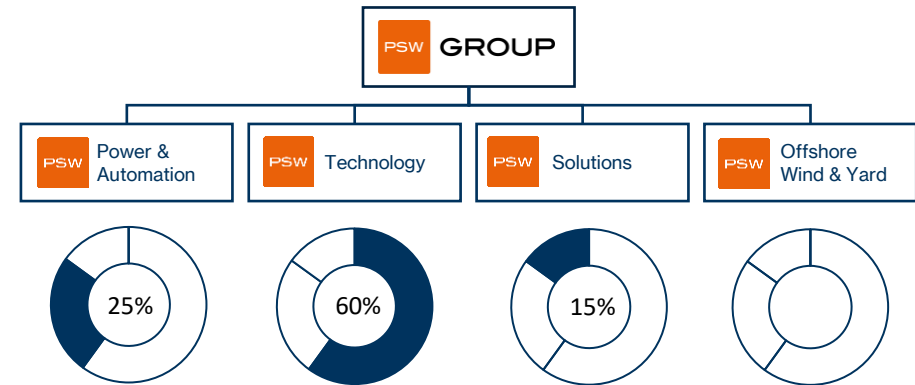 PSW GROUP
PSW Power &
Automation
PSW Technology
PSW Solutions
PSW Offshore
Wind & Yard
25%
60%
15%